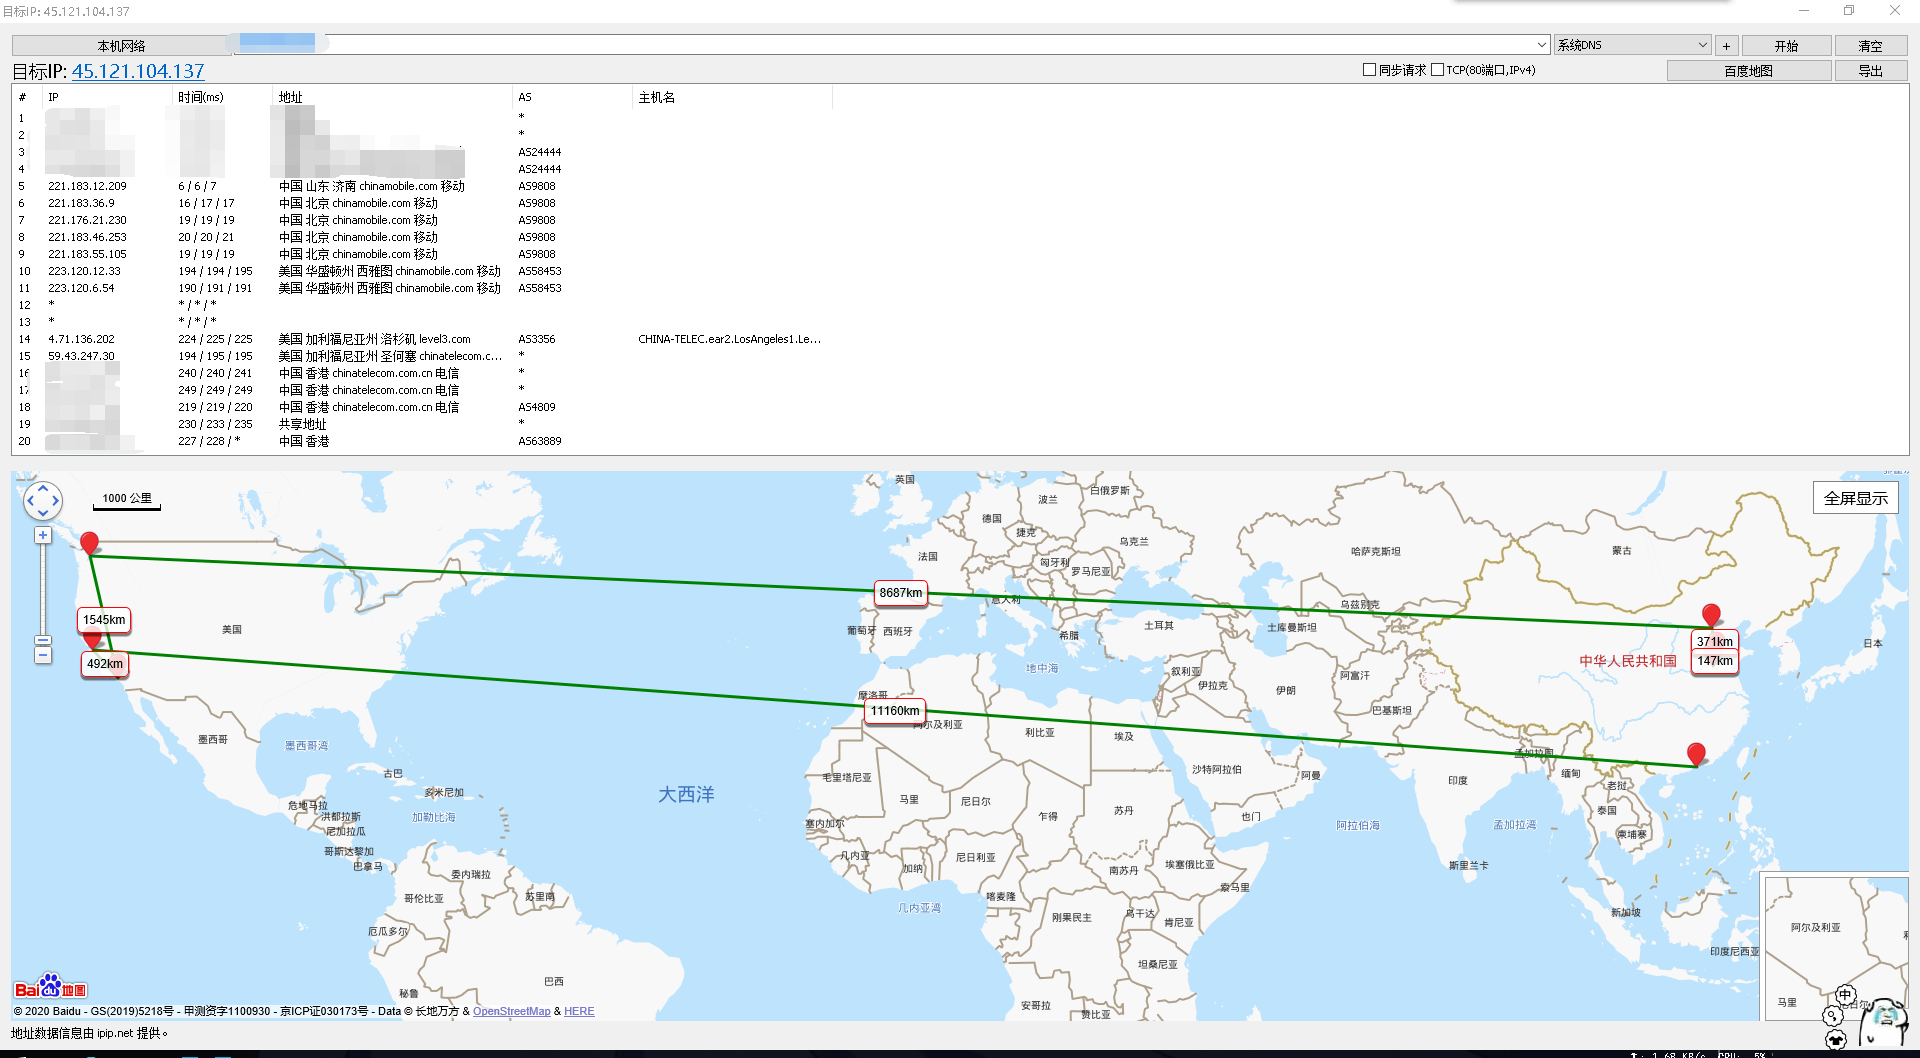 目标IP: 45.121.104.137
本机网络
系统DNS
+
开始
清空
目标IP: 45.121.104.137
同步请求
TCP(80端口,IPv4)
百度地图
导出
# IP 时间(ms) 地址 AS 主机名
1 *
2 *
3 AS24444
4 AS24444
5 221.183.12.209 6 / 6 / 7 中国 山东 济南 chinamobile.com 移动 AS9808
6 221.183.36.9 16 / 17 / 17 中国 北京 chinamobile.com 移动 AS9808
7 221.176.21.230 19 / 19 / 19 中国 北京 chinamobile.com 移动 AS9808
8 221.183.46.253 20 / 20 / 21 中国 北京 chinamobile.com 移动 AS9808
9 221.183.55.105 19 / 19 / 19 中国 北京 chinamobile.com 移动 AS9808
10 223.120.12.33 194 / 194 / 195 美国 华盛顿州 西雅图 chinamobile.com 移动 AS58453
11 223.120.6.54 190 / 191 / 191 美国 华盛顿州 西雅图 chinamobile.com 移动 AS58453
12 * * / * / *
13 * * / * / *
14 4.71.136.202 224 / 225 / 225 美国 加利福尼亚州 洛杉矶 level3.com AS3356 CHINA-TELEC.ear2.LosAngeles1.Le...
15 59.43.247.30 194 / 195 / 195 美国 加利福尼亚州 圣何塞 chinatelecom.c... *
16 240 / 240 / 241 中国 香港 chinatelecom.com.cn 电信 *
17 249 / 249 / 249 中国 香港 chinatelecom.com.cn 电信 *
18 219 / 219 / 220 中国 香港 chinatelecom.com.cn 电信 AS4809
19 230 / 233 / 235 共享地址 *
20 227 / 228 / * 中国 香港 AS63889
1000 公里
全屏显示
英国
白俄罗斯
波兰
德国
捷克
乌克兰
法国
匈牙利
罗马尼亚
哈萨克斯坦
蒙古
8687km
意大利
乌兹别克
1545km
美国
葡萄牙
西班牙
希腊
土耳其
土库曼斯坦
371km
日本
492km
地中海
叙利亚
伊拉克
伊朗
阿富汗
中华人民共和国
147km
摩洛哥
11160km
阿尔及利亚
利比亚
埃及
巴基斯坦
墨西哥
墨西哥湾
孟加拉国
古巴
毛里塔尼亚
沙特阿拉伯
阿曼
印度
缅甸
老挝
多米尼加
大西洋
马里
尼日尔
乍得
苏丹
也门
泰国
危地马拉
洪都拉斯
加勒比海
尼加拉瓜
塞内加尔
阿拉伯海
孟加拉湾
柬埔寨
哥斯达黎加
巴拿马
几内亚
加纳
尼日利亚
南苏丹
埃塞俄比亚
斯里兰卡
委内瑞拉
哥伦比亚
苏里南
几内亚湾
喀麦隆
索马里
刚果民主
乌干达
肯尼亚
新加坡
厄瓜多尔
阿尔及利亚
印度尼西亚
坦桑尼亚
巴西
秘鲁
安哥拉
赞比亚
马里
中
Baidu地图
© 2020 Baidu - GS(2019)5218号 - 甲测资字1100930 - 京ICP证030173号 - Data © 长地万方 & OpenStreetMap & HERE
地址数据信息由 ipip.net 提供。